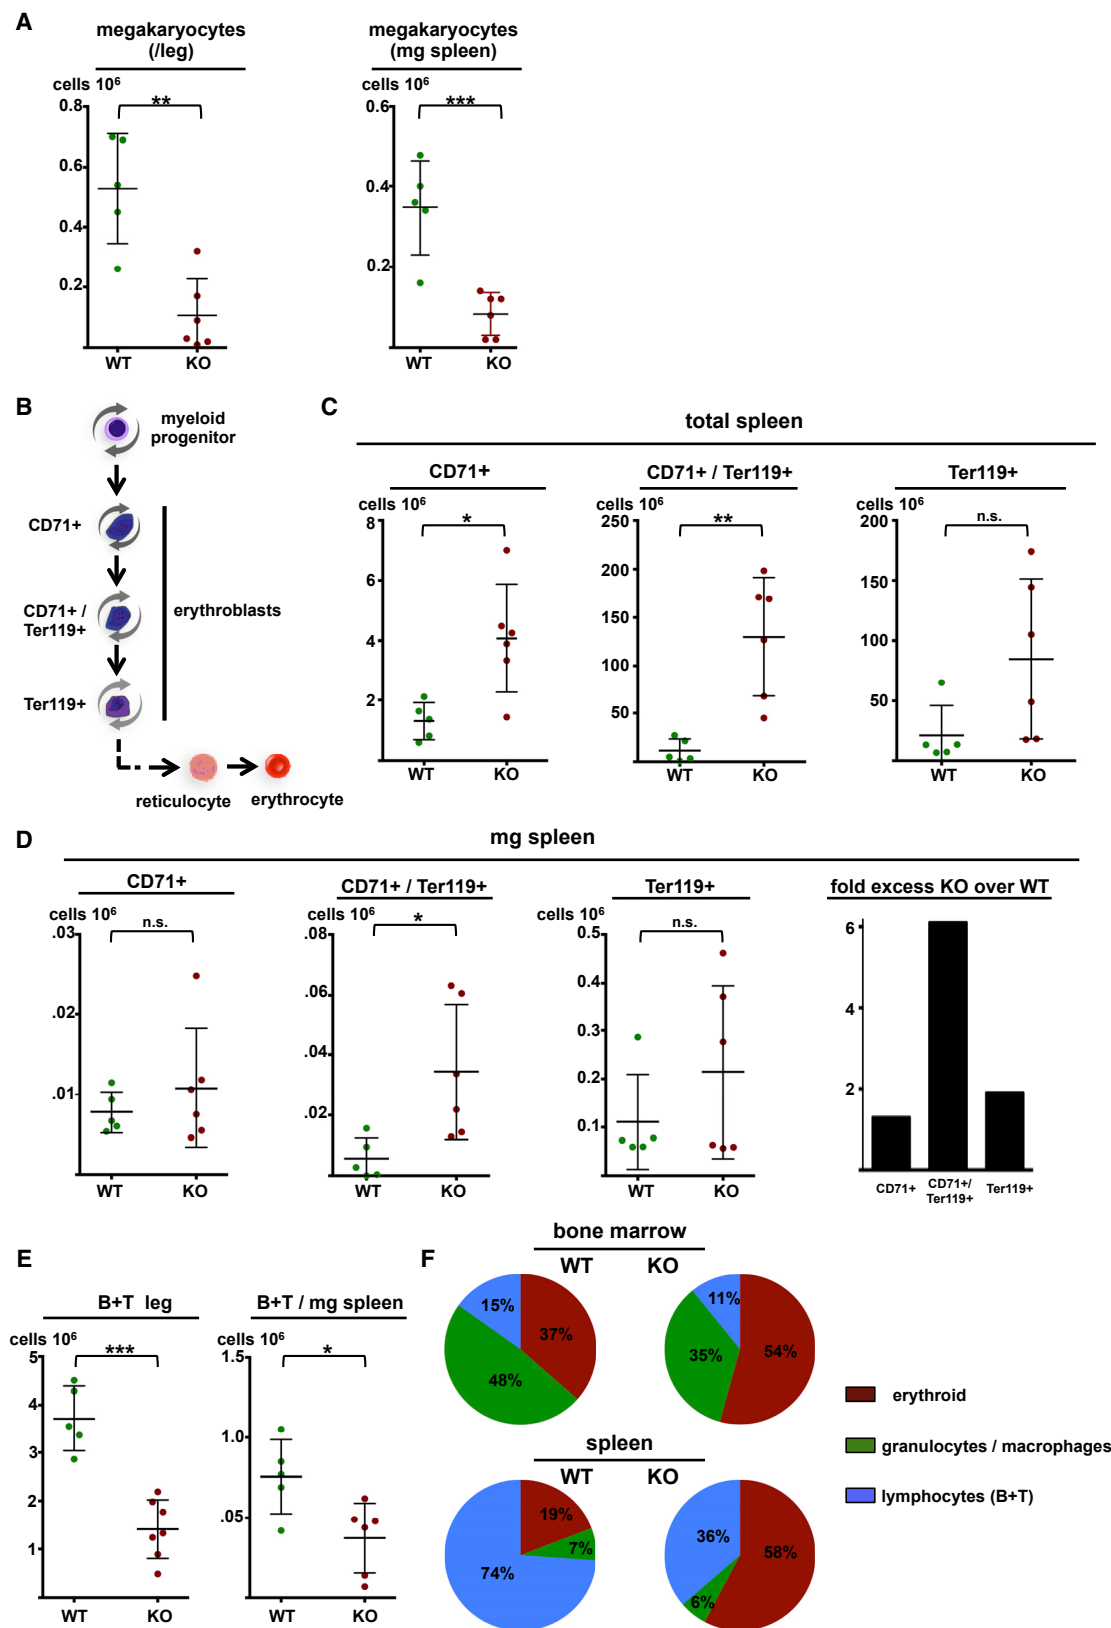 A
megakaryocytes
(/leg)
cells 10⁶
0.8
0.6
0.4
0.2
**
WT
KO
megakaryocytes
(mg spleen)
cells 10⁶
0.6
0.4
0.2
***
WT
KO
B
myeloid
progenitor
CD71+
CD71+ /
Ter119+
Ter119+
erythroblasts
reticulocyte
erythrocyte
C
total spleen
CD71+
cells 10⁶
8
6
4
2
*
WT
KO
CD71+ / Ter119+
cells 10⁶
250
200
150
100
50
**
WT
KO
Ter119+
cells 10⁶
200
150
100
50
n.s.
WT
KO
D
mg spleen
CD71+
cells 10⁶
.03
.02
.01
n.s.
WT
KO
CD71+ / Ter119+
cells 10⁶
.08
.06
.04
.02
*
WT
KO
Ter119+
cells 10⁶
0.5
0.4
0.3
0.2
0.1
n.s.
WT
KO
fold excess KO over WT
6
4
2
CD71+
CD71+/
Ter119+
Ter119+
E
B+T leg
cells 10⁶
5
4
3
2
1
***
WT
KO
B+T / mg spleen
cells 10⁶
1.5
1.0
.05
*
WT
KO
F
bone marrow
WT
KO
15%
37%
48%
11%
35%
54%
spleen
WT
KO
19%
7%
74%
36%
6%
58%
erythroid
granulocytes / macrophages
lymphocytes (B+T)